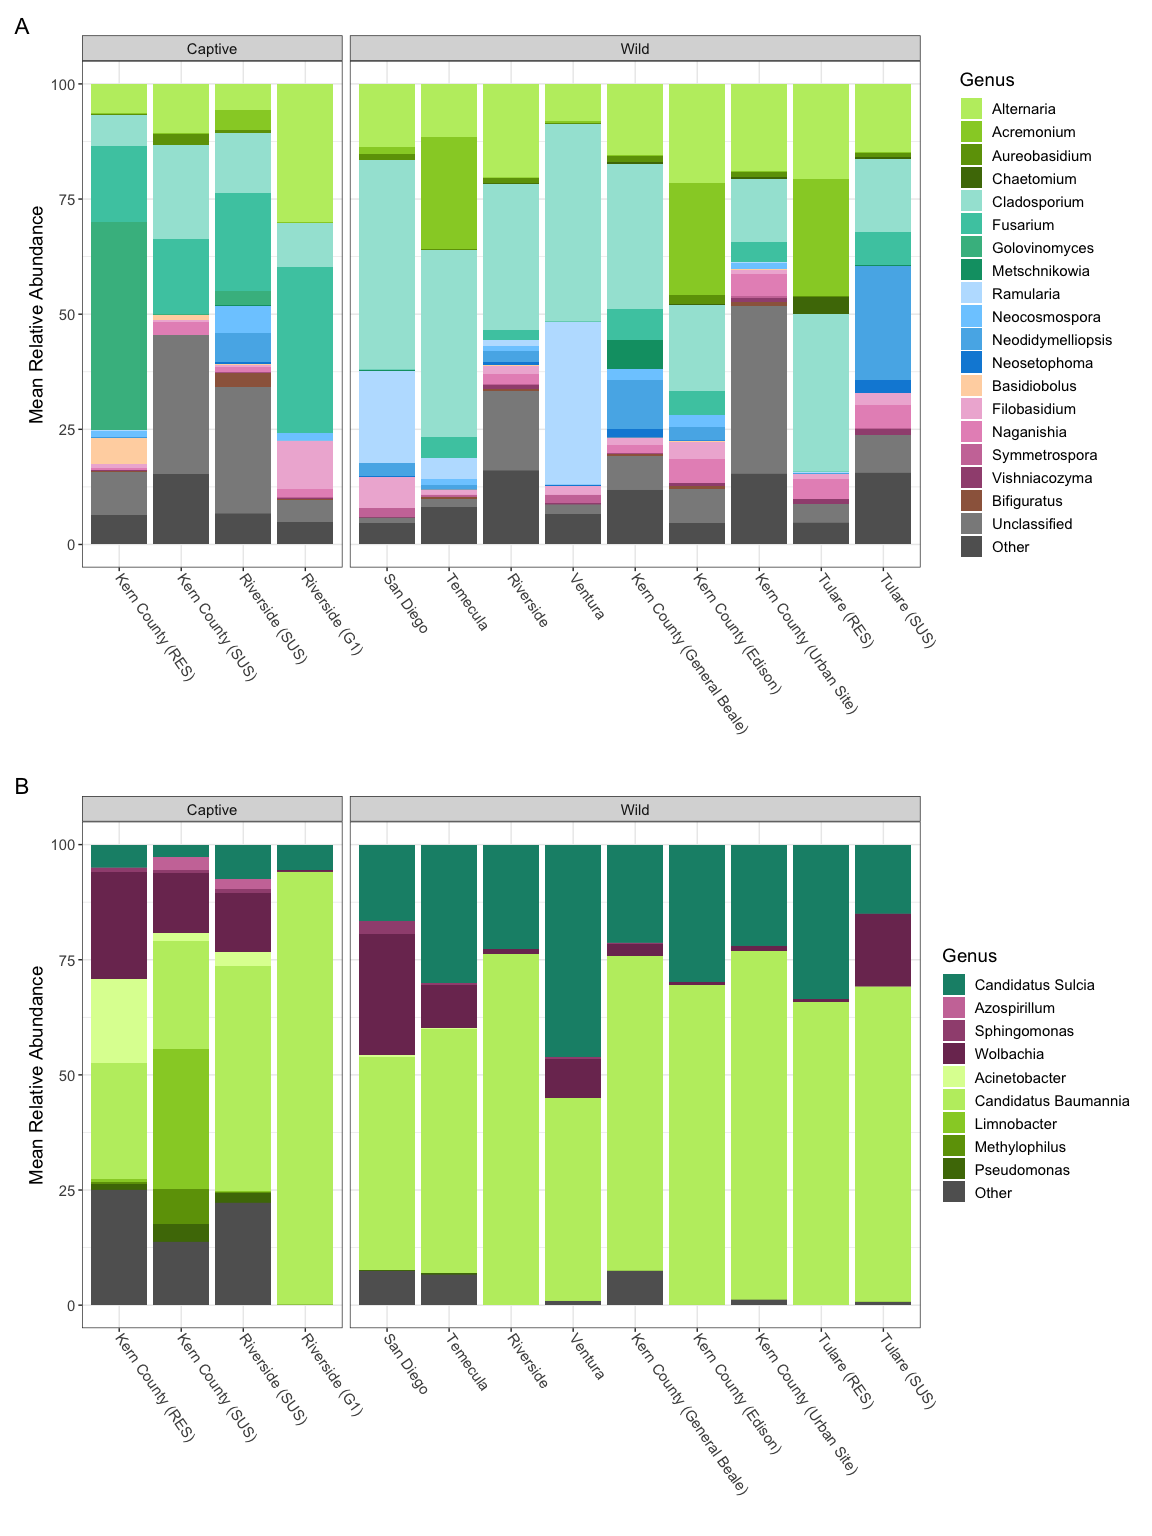 A
Captive
Wild
Mean Relative Abundance
100
75
50
25
0
Kern County (RES)
Kern County (SUS)
Riverside (SUS)
Riverside (G1)
San Diego
Temecula
Riverside
Ventura
Kern County (General Beale)
Kern County (Edison)
Kern County (Urban Site)
Tulare (RES)
Tulare (SUS)
Genus
Alternaria
Acremonium
Aureobasidium
Chaetomium
Cladosporium
Fusarium
Golovinomyces
Metschnikowia
Ramularia
Neocosmospora
Neodidymelliopsis
Neosetophoma
Basidiobolus
Filobasidium
Naganishia
Symmetrospora
Vishniacozyma
Bifiguratus
Unclassified
Other
B
Captive
Wild
Mean Relative Abundance
100
75
50
25
0
Kern County (RES)
Kern County (SUS)
Riverside (SUS)
Riverside (G1)
San Diego
Temecula
Riverside
Ventura
Kern County (General Beale)
Kern County (Edison)
Kern County (Urban Site)
Tulare (RES)
Tulare (SUS)
Genus
Candidatus Sulcia
Azospirillum
Sphingomonas
Wolbachia
Acinetobacter
Candidatus Baumannia
Limnobacter
Methylophilus
Pseudomonas
Other